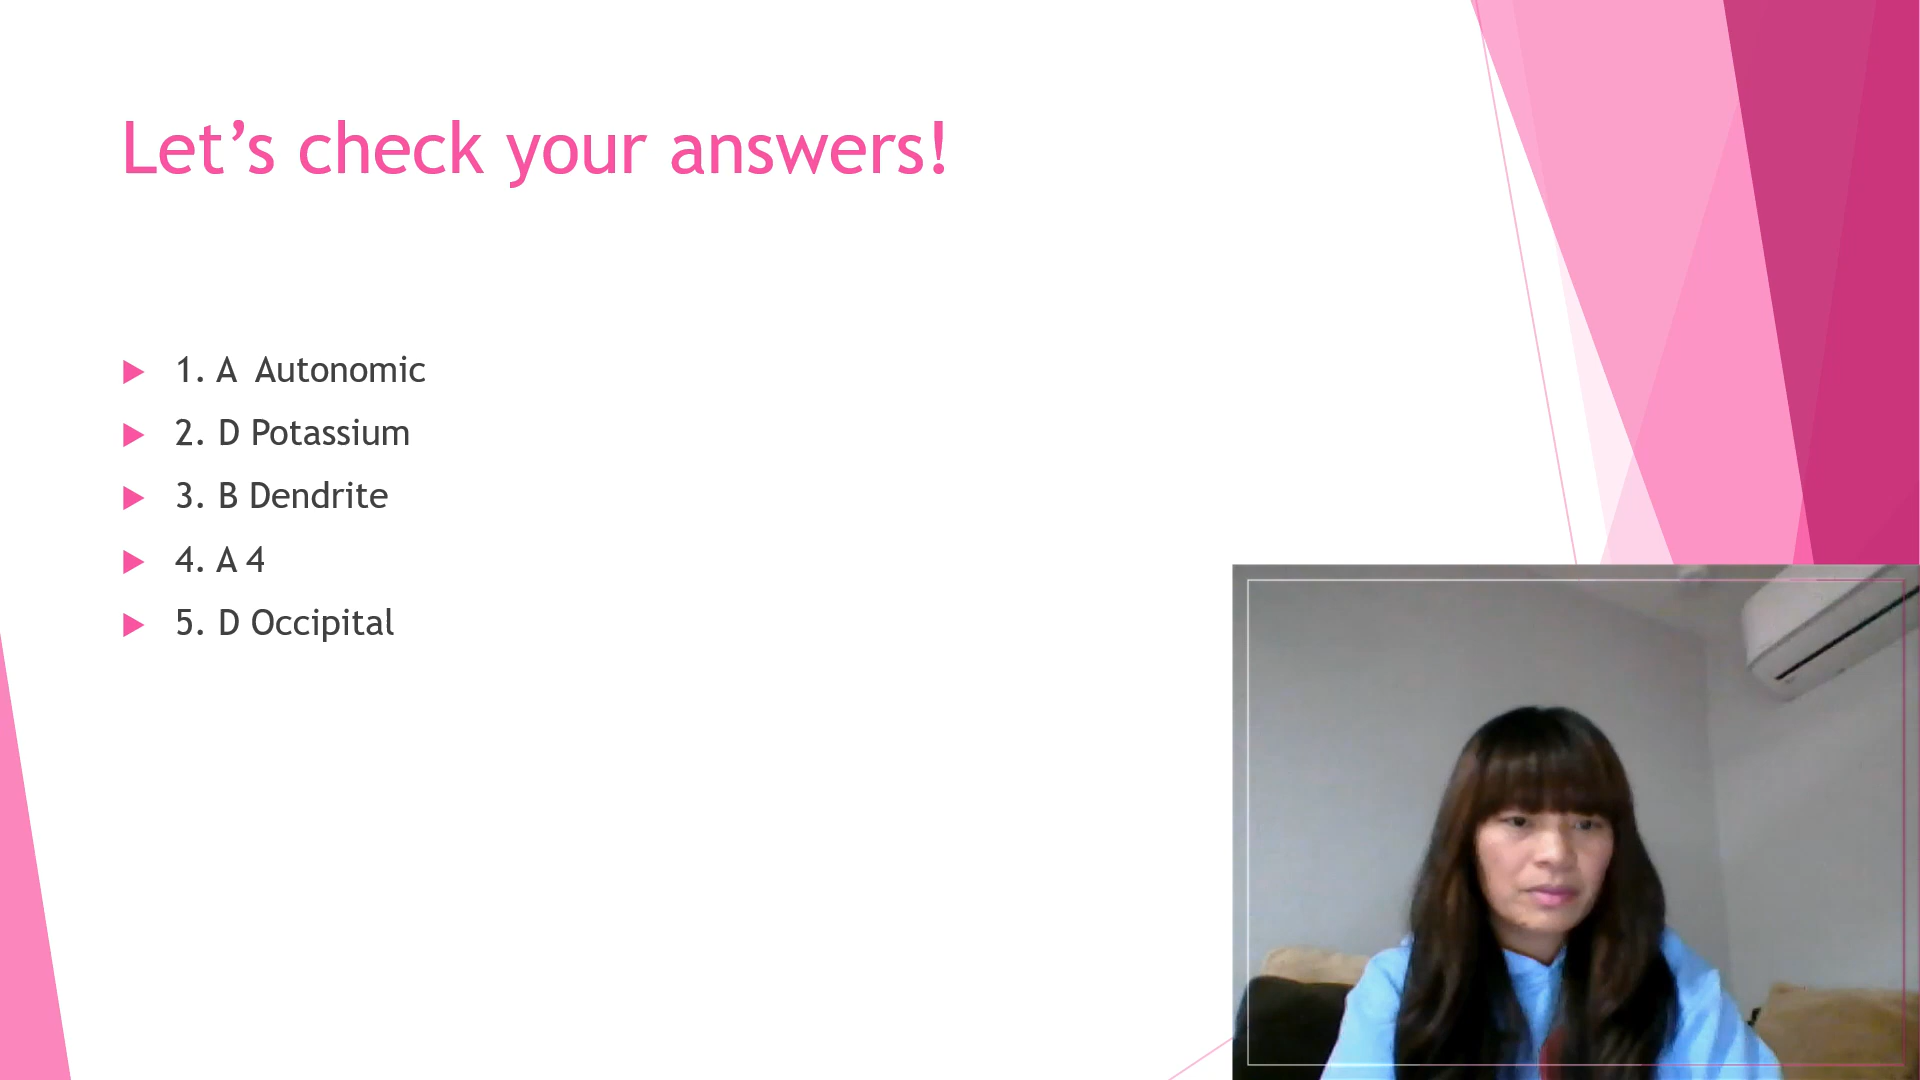 Let’s check your answers!
1. A  Autonomic
2. D Potassium
3. B Dendrite
4. A 4
5. D Occipital